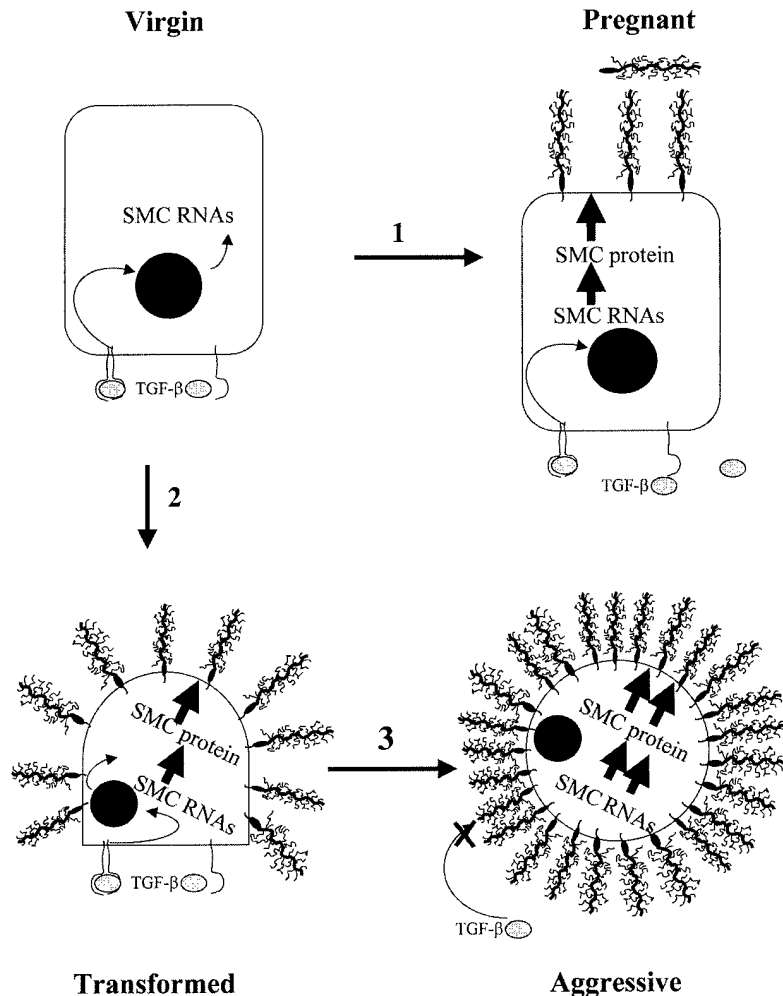 Virgin
Pregnant
SMC RNAs
TGF-β
1
SMC protein
SMC RNAs
TGF-β
2
SMC protein
SMC RNAs
TGF-β
3
SMC protein
SMC RNAs
TGF-β
Transformed
Aggressive